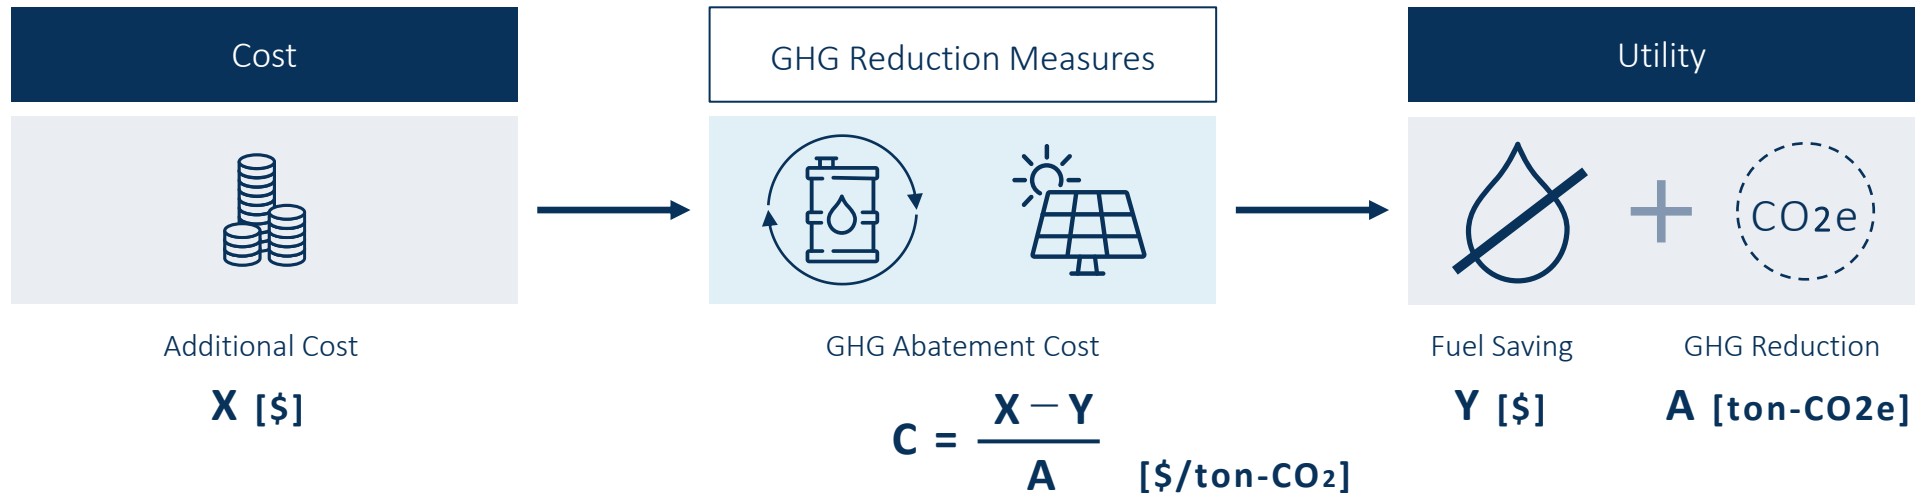 Cost
GHG Reduction Measures
Utility
CO2e
Additional Cost
X [$]
GHG Abatement Cost
C = X — Y
A
[$/ton-CO2]
Fuel Saving
Y [$]
GHG Reduction
A [ton-CO2e]